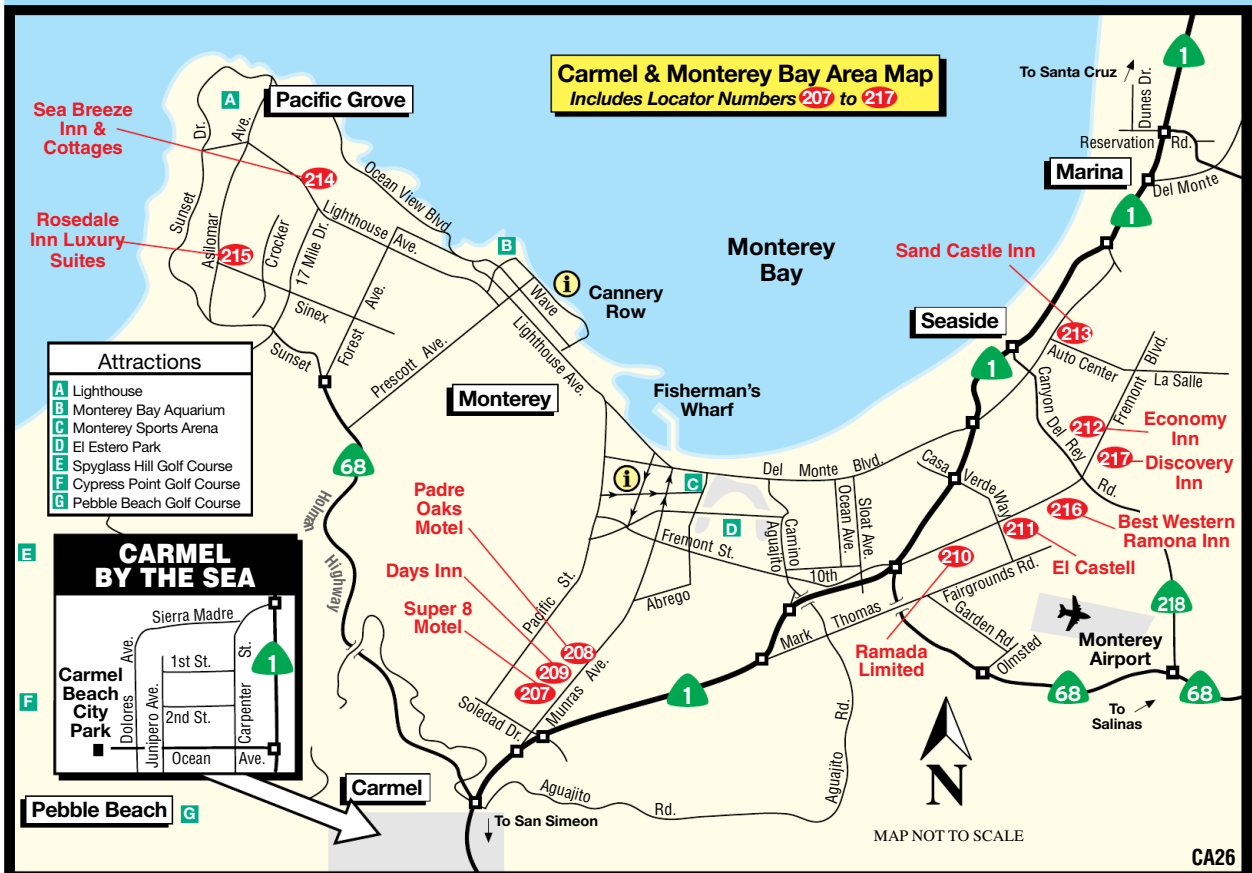 Carmel & Monterey Bay Area Map
Includes Locator Numbers 207 to 217
1
To Santa Cruz
Dunes Dr.
Reservation Rd.
Marina
Del Monte
1
A
Pacific Grove
Sea Breeze
Inn &
Cottages
214
Dr.
Ave.
Ocean View Blvd.
Sunset
Asilomar
Rosedale
Inn Luxury
Suites
215
Crocker
17 Mile Dr.
Lighthouse Ave.
B
Wave
i
Cannery
Row
Monterey
Bay
Sand Castle Inn
213
Seaside
1
Auto Center
La Salle
Fremont Blvd.
Canyon Del Rey
Rd.
212
Economy
Inn
217
Discovery
Inn
Sinex
Sunset
Forest Ave.
Prescott Ave.
Lighthouse Ave.
Attractions
A Lighthouse
B Monterey Bay Aquarium
C Monterey Sports Arena
D El Estero Park
E Spyglass Hill Golf Course
F Cypress Point Golf Course
G Pebble Beach Golf Course
Monterey
Fisherman's
Wharf
68
Holman
Highway
i
C
Del Monte Blvd.
D
Fremont St.
Camino
Aguajito
Ocean Ave.
Sloat Ave.
10th
Casa
Verde Way
216
Best Western
Ramona Inn
211
El Castell
210
Ramada
Limited
Fairgrounds Rd.
Garden Rd.
Olmsted
Mark Thomas
Monterey
Airport
218
68
68
To
Salinas
Padre
Oaks
Motel
Days Inn
Super 8
Motel
208
209
207
Pacific St.
Abrego
Munras Ave.
Soledad Dr.
1
Aguajito Rd.
Aguajito
Rd.
E
CARMEL
BY THE SEA
Sierra Madre
Ave.
St.
1st St.
1
Carmel
Beach
City
Park
Dolores
Junipero Ave.
2nd St.
Carpenter
Ocean Ave.
F
Pebble Beach
G
Carmel
To San Simeon
N
MAP NOT TO SCALE
CA26